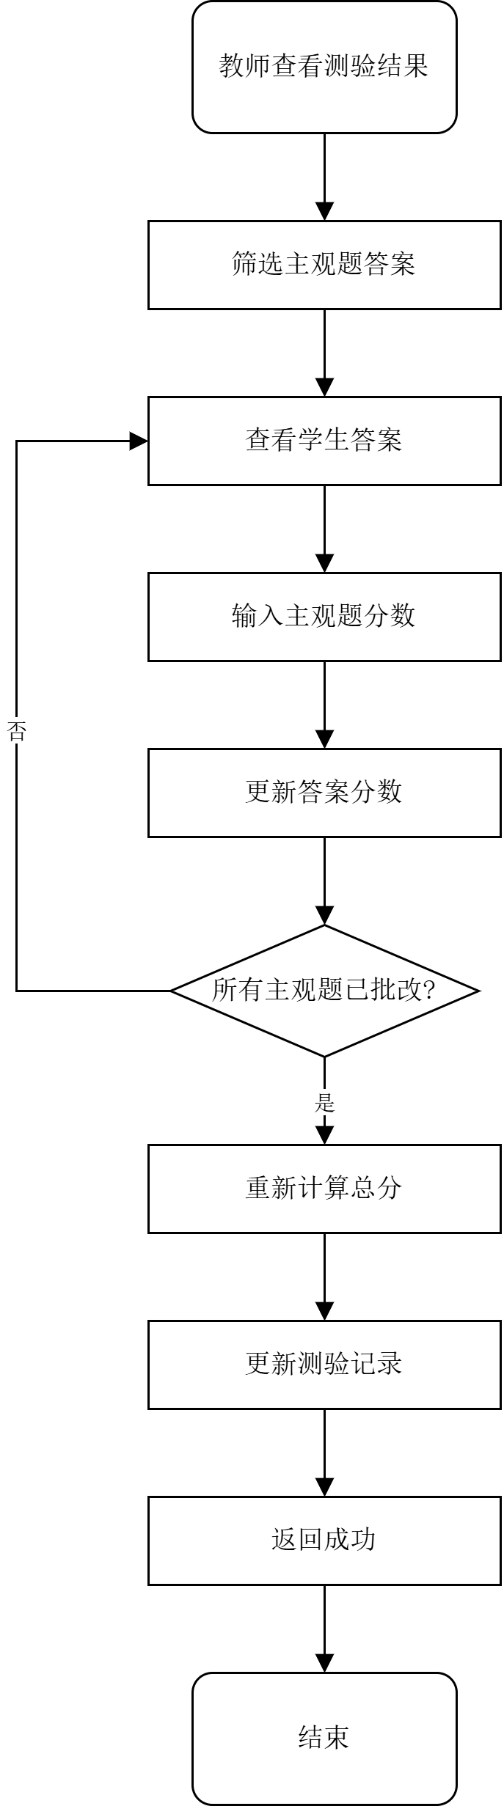 教师查看测验结果
筛选主观题答案
查看学生答案
输入主观题分数
否
更新答案分数
所有主观题已批改?
是
重新计算总分
更新测验记录
返回成功
结束